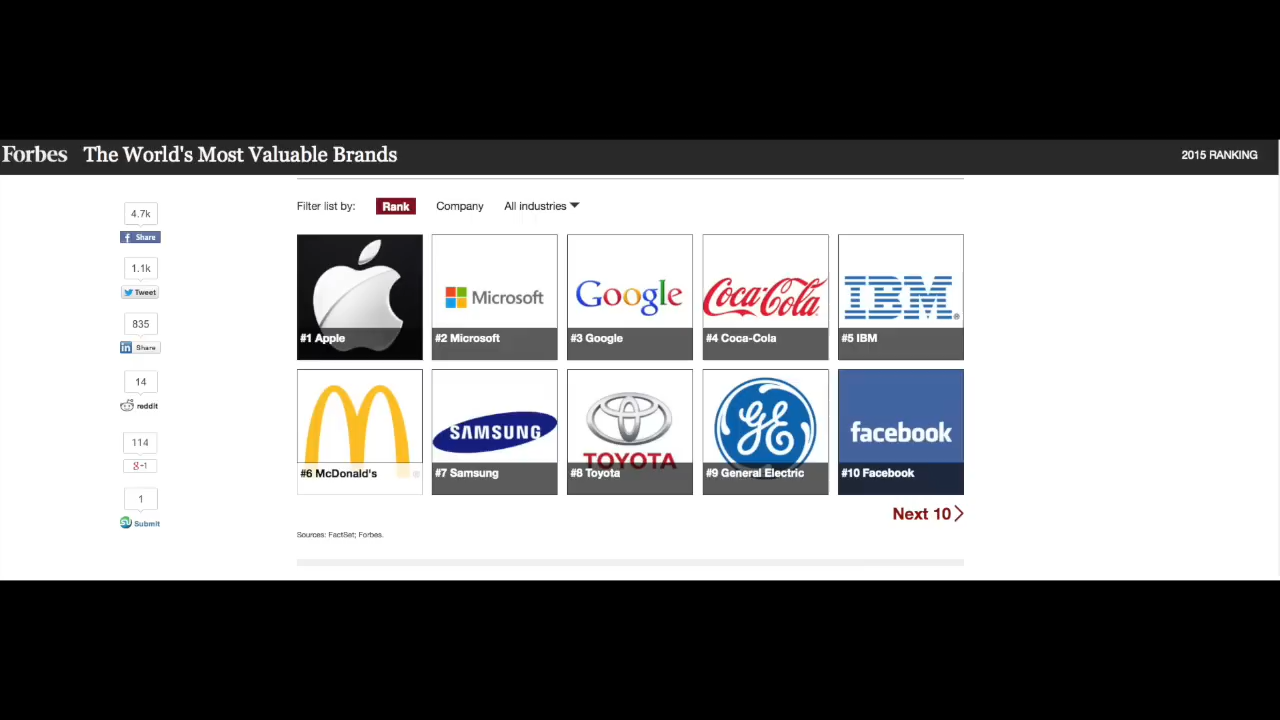 Forbes The World's Most Valuable Brands 2015 RANKING
Filter list by: Rank Company All industries
4.7k
Share
1.1k
Tweet
835
in Share
14
reddit
114
g+1
1
Submit
Microsoft
Google
Coca-Cola
IBM
#1 Apple
#2 Microsoft
#3 Google
#4 Coca-Cola
#5 IBM
SAMSUNG
TOYOTA
GE
facebook
#6 McDonald's
#7 Samsung
#8 Toyota
#9 General Electric
#10 Facebook
Next 10
Sources: FactSet; Forbes.